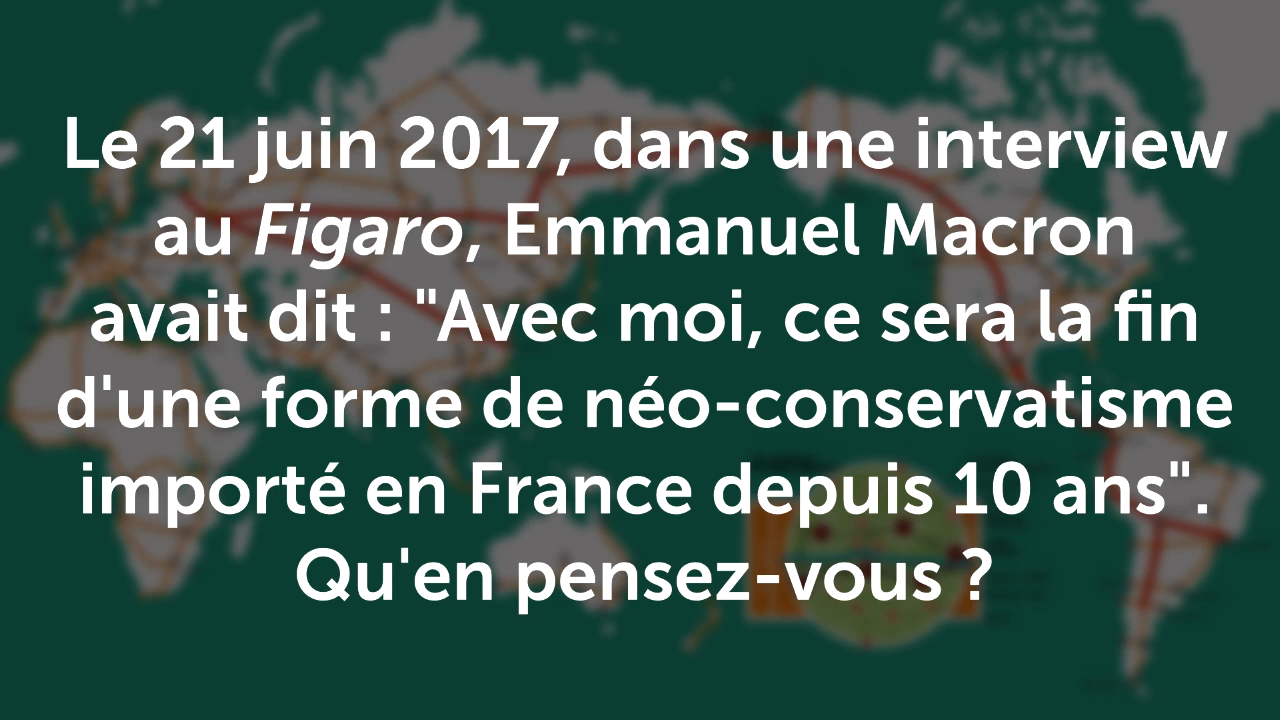 Le 21 juin 2017, dans une interview
au Figaro, Emmanuel Macron
avait dit : "Avec moi, ce sera la fin
d'une forme de néo-conservatisme
importé en France depuis 10 ans".
Qu'en pensez-vous ?